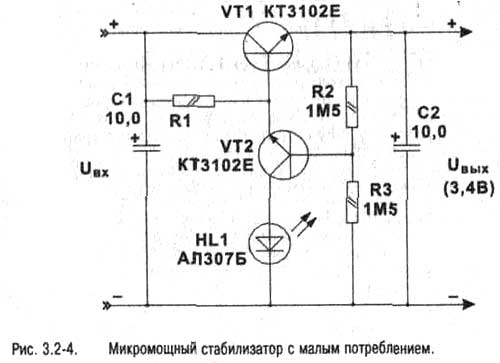 VT1 КТ3102Е
+
+
C1
10,0
+
R1
R2
1М5
C2
10,0
+
VT2
КТ3102Е
Uвх
R3
1М5
Uвых
(3,4В)
HL1
АЛ307Б
−
−
Рис. 3.2-4. Микромощный стабилизатор с малым потреблением.